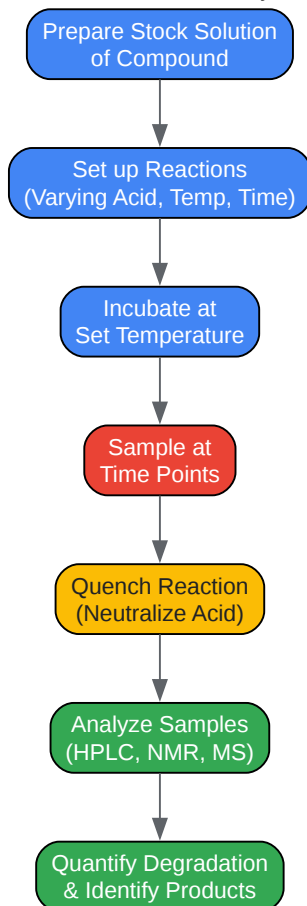 Prepare Stock Solution
of Compound
Set up Reactions
(Varying Acid, Temp, Time)
Incubate at
Set Temperature
Sample at
Time Points
Quench Reaction
(Neutralize Acid)
Analyze Samples
(HPLC, NMR, MS)
Quantify Degradation
& Identify Products